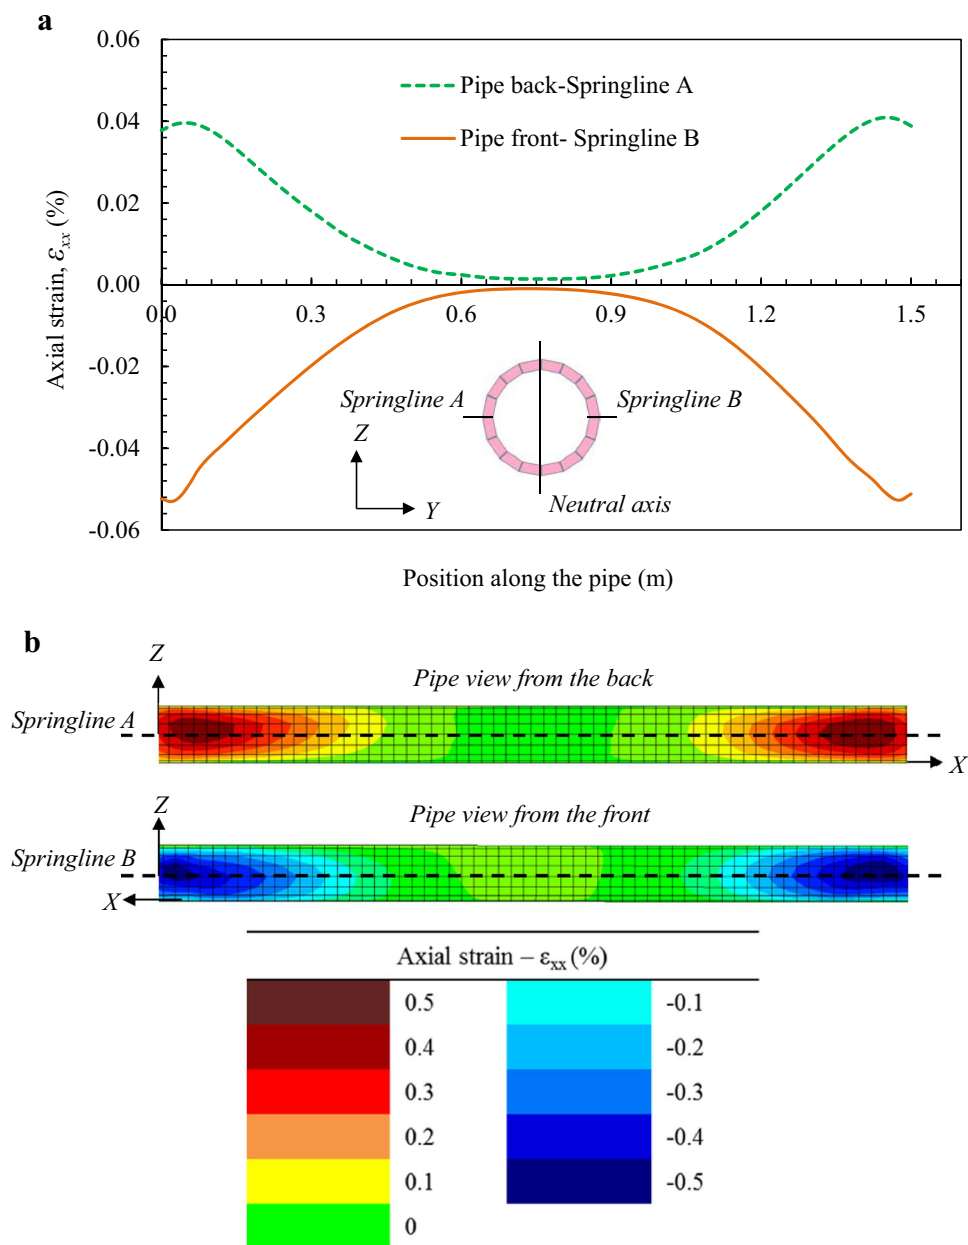 a
0.06
0.04
0.02
0.00
-0.02
-0.04
-0.06
Axial strain, εxx (%)
Pipe back-Springline A
Pipe front- Springline B
0.0 0.3 0.6 0.9 1.2 1.5
Springline A
Springline B
Z
Y
Neutral axis
Position along the pipe (m)
b
Z
Pipe view from the back
Springline A
X
Z
Pipe view from the front
Springline B
X
Axial strain – εxx (%)
0.5 -0.1
0.4 -0.2
0.3 -0.3
0.2 -0.4
0.1 -0.5
0